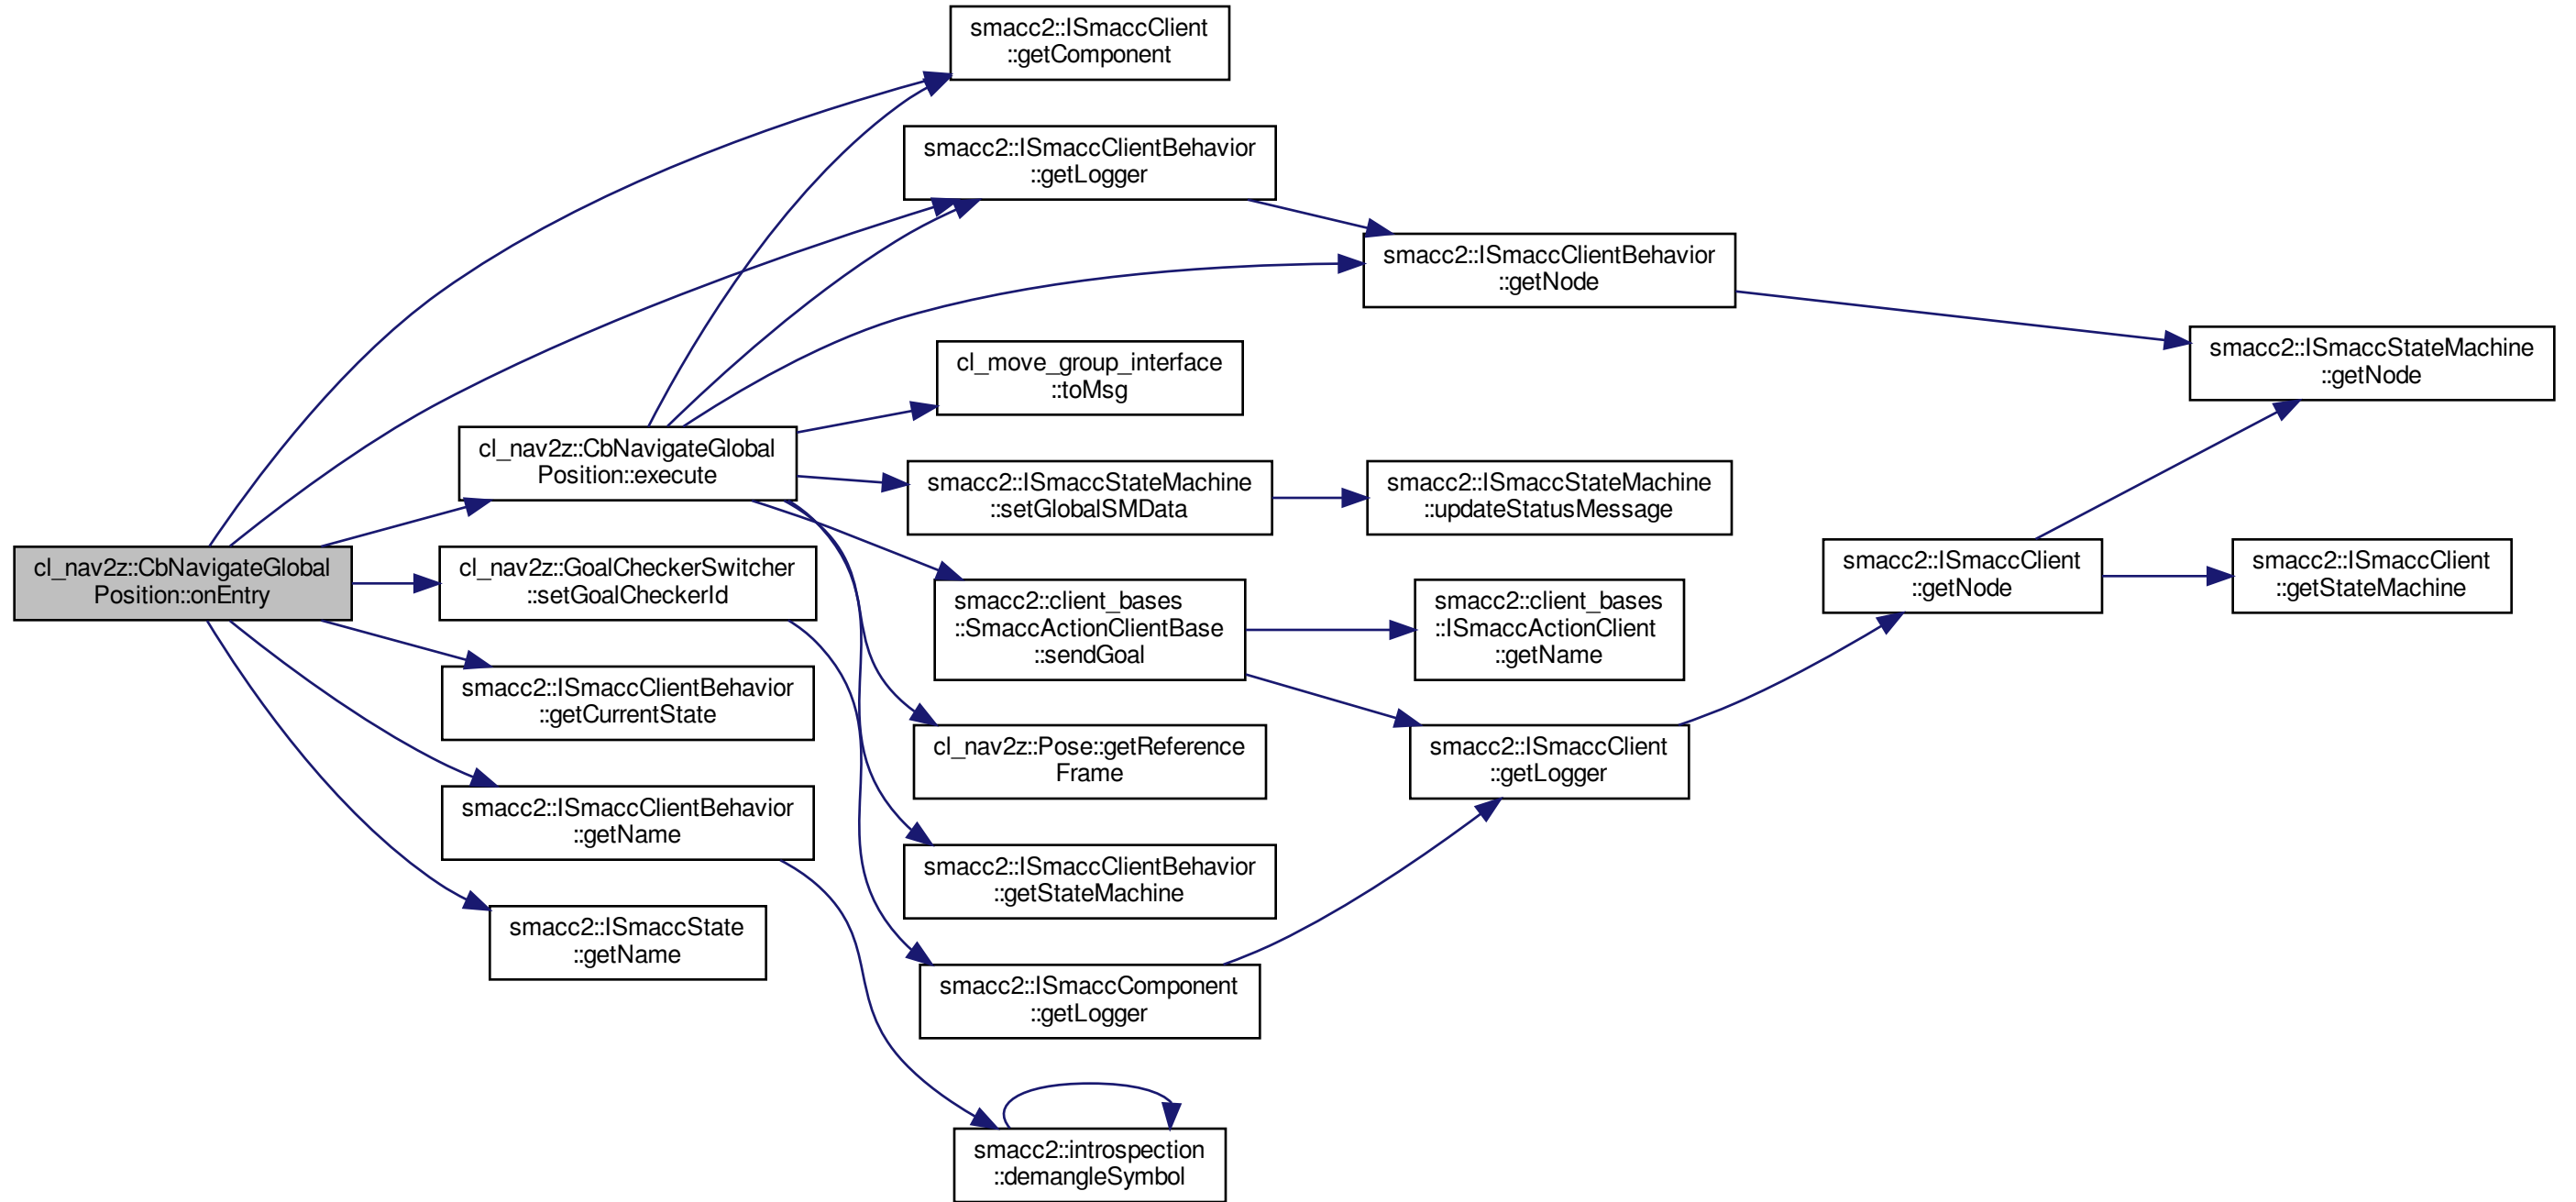 smacc2::ISmaccClient
::getComponent
smacc2::ISmaccClientBehavior
::getLogger
smacc2::ISmaccClientBehavior
::getNode
smacc2::ISmaccStateMachine
::getNode
cl_move_group_interface
::toMsg
cl_nav2z::CbNavigateGlobal
Position::execute
smacc2::ISmaccStateMachine
::setGlobalSMData
smacc2::ISmaccStateMachine
::updateStatusMessage
cl_nav2z::CbNavigateGlobal
Position::onEntry
cl_nav2z::GoalCheckerSwitcher
::setGoalCheckerId
smacc2::client_bases
::SmaccActionClientBase
::sendGoal
smacc2::client_bases
::ISmaccActionClient
::getName
smacc2::ISmaccClient
::getNode
smacc2::ISmaccClient
::getStateMachine
smacc2::ISmaccClientBehavior
::getCurrentState
cl_nav2z::Pose::getReference
Frame
smacc2::ISmaccClient
::getLogger
smacc2::ISmaccClientBehavior
::getName
smacc2::ISmaccClientBehavior
::getStateMachine
smacc2::ISmaccState
::getName
smacc2::ISmaccComponent
::getLogger
smacc2::introspection
::demangleSymbol